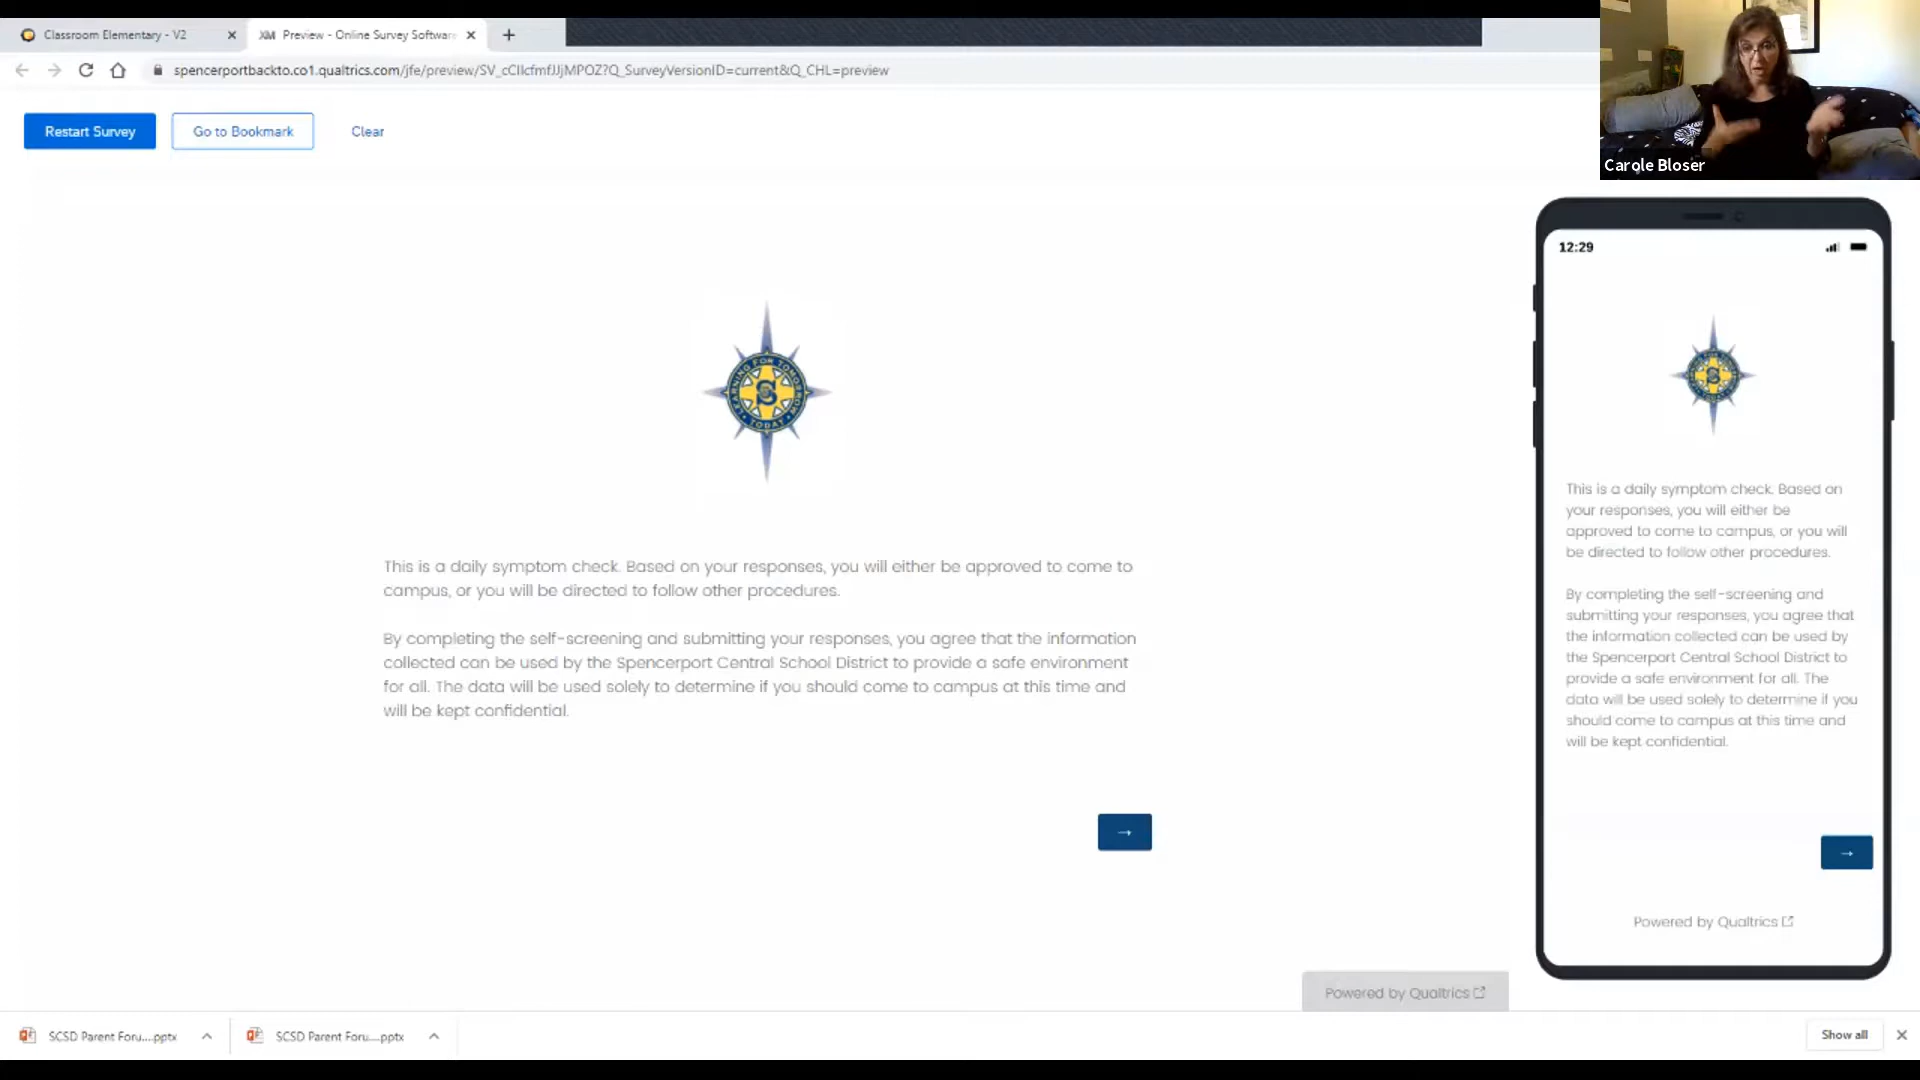 Classroom Elementary - V2
XM Preview - Online Survey Software
spencerportbackto.co1.qualtrics.com/jfe/preview/
Restart Survey
Go to Bookmark
Clear
Carole Bloser
LEARNING FOR TOMORROW
S
TODAY
This is a daily symptom check. Based on your responses, you will either be approved to come to
campus, or you will be directed to follow other procedures.
By completing the self-screening and submitting your responses, you agree that the information
collected can be used by the Spencerport Central School District to provide a safe environment
for all. The data will be used solely to determine if you should come to campus at this time and
will be kept confidential.
→
Powered by Qualtrics
12:29
S
This is a daily symptom check. Based on
your responses, you will either be
approved to come to campus, or you will
be directed to follow other procedures.
By completing the self-screening and
submitting your responses, you agree that
the information collected can be used by
the Spencerport Central School District to
provide a safe environment for all. The
data will be used solely to determine if you
should come to campus at this time and
will be kept confidential.
→
Powered by Qualtrics
SCSD Parent Foru....pptx
SCSD Parent Foru....pptx
Show all